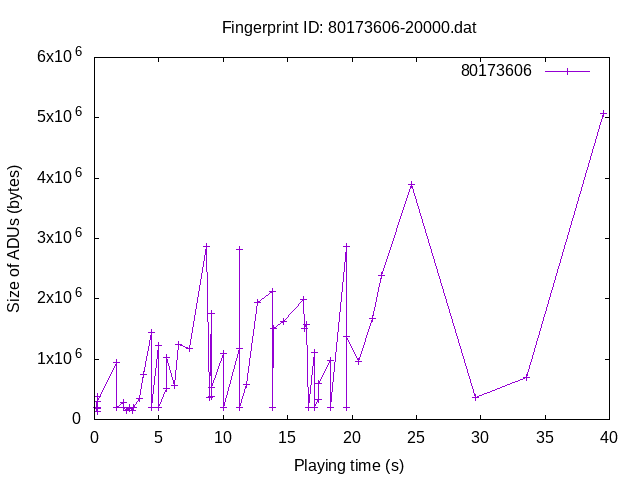 Fingerprint ID: 80173606-20000.dat
80173606
6x10^6
5x10^6
4x10^6
3x10^6
2x10^6
1x10^6
0
Size of ADUs (bytes)
0 5 10 15 20 25 30 35 40
Playing time (s)